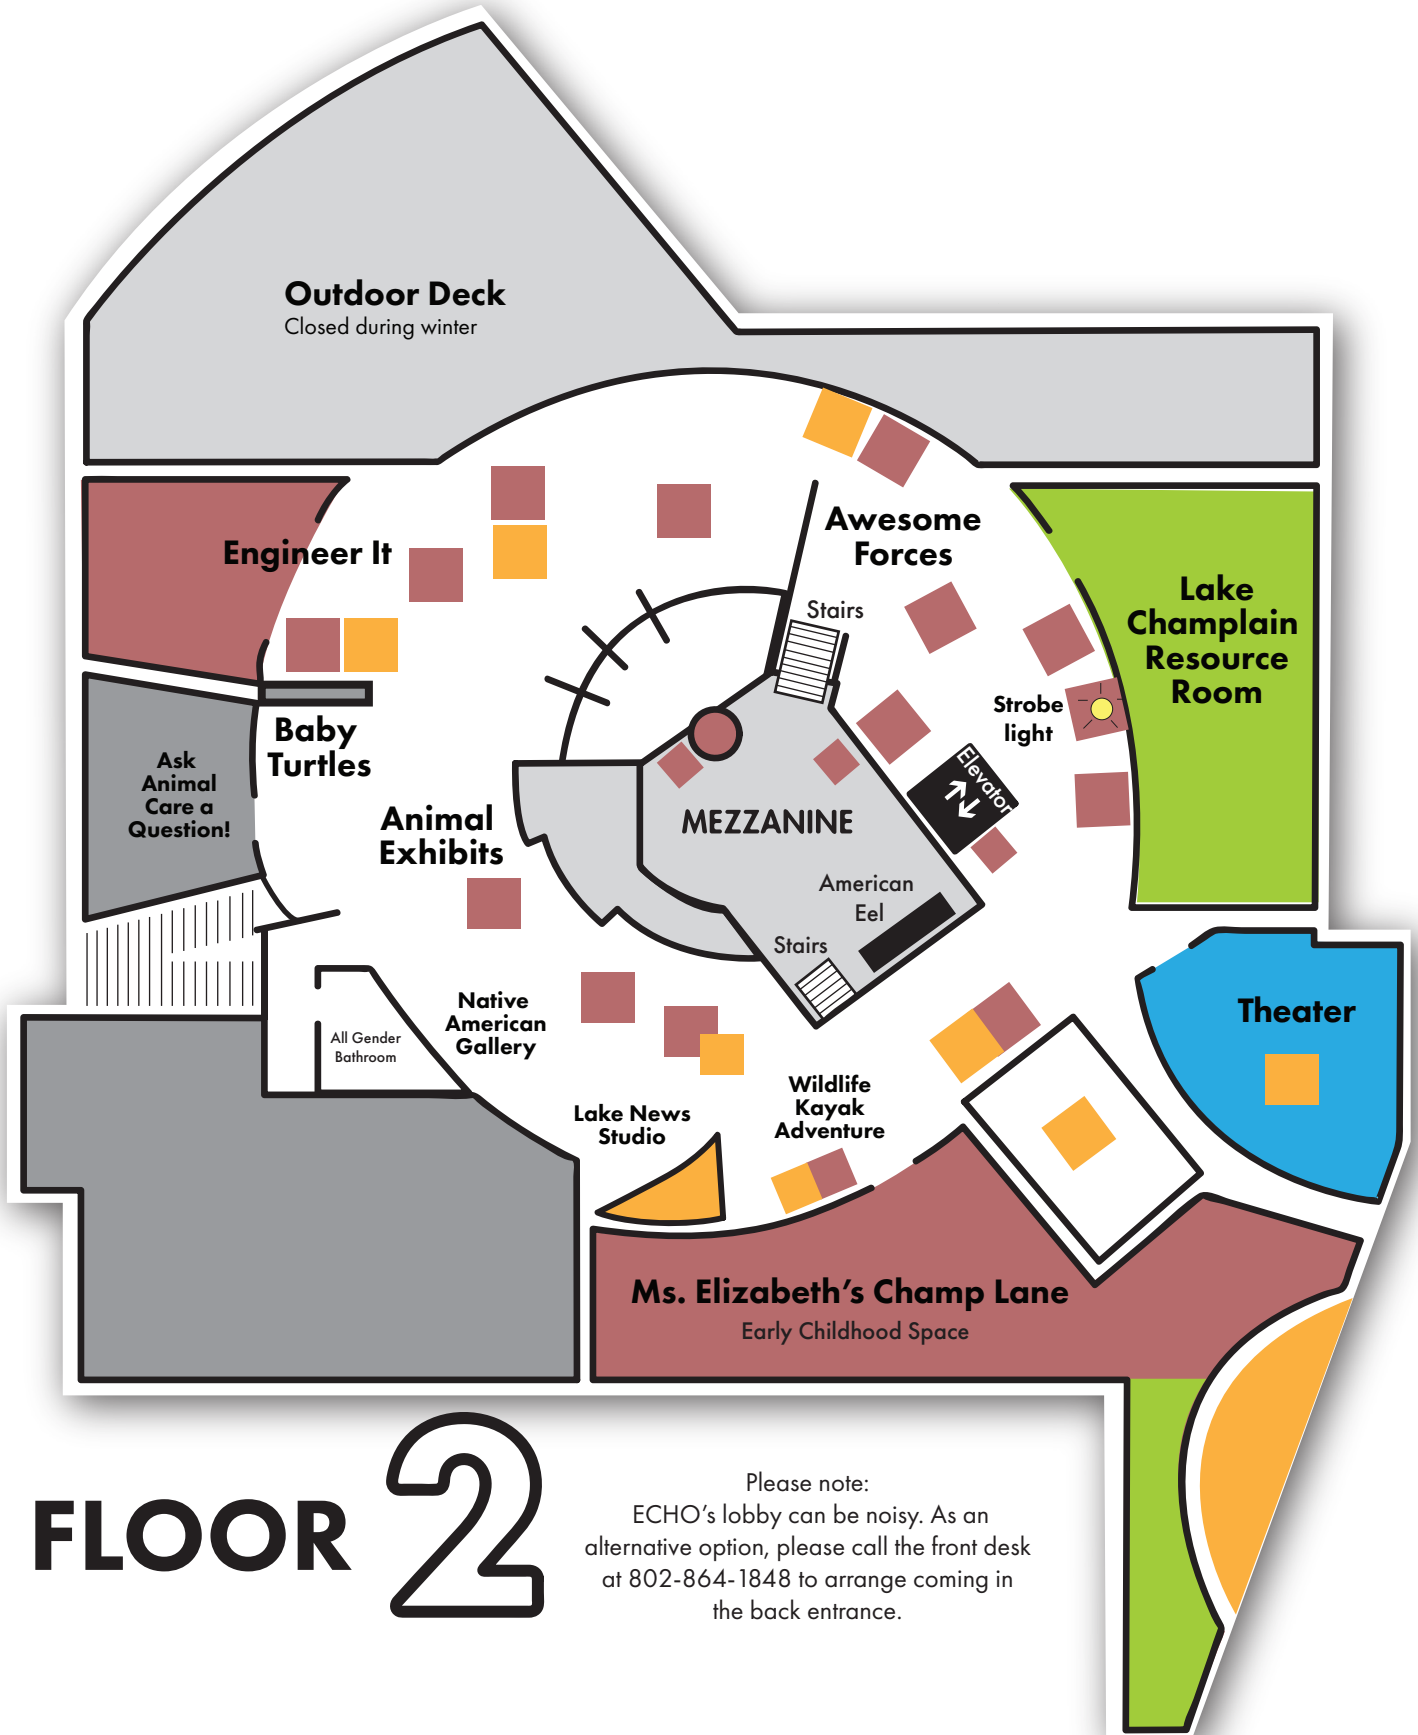 Outdoor Deck
Closed during winter
Engineer It
Awesome
Forces
Stairs
Lake
Champlain
Resource
Room
Strobe
light
Baby
Turtles
Ask
Animal
Care a
Question!
Elevator
Animal
Exhibits
MEZZANINE
American
Eel
Stairs
Native
American
Gallery
All Gender
Bathroom
Theater
Wildlife
Kayak
Adventure
Lake News
Studio
Ms. Elizabeth’s Champ Lane
Early Childhood Space
FLOOR 2
Please note:
ECHO’s lobby can be noisy. As an
alternative option, please call the front desk
at 802-864-1848 to arrange coming in
the back entrance.